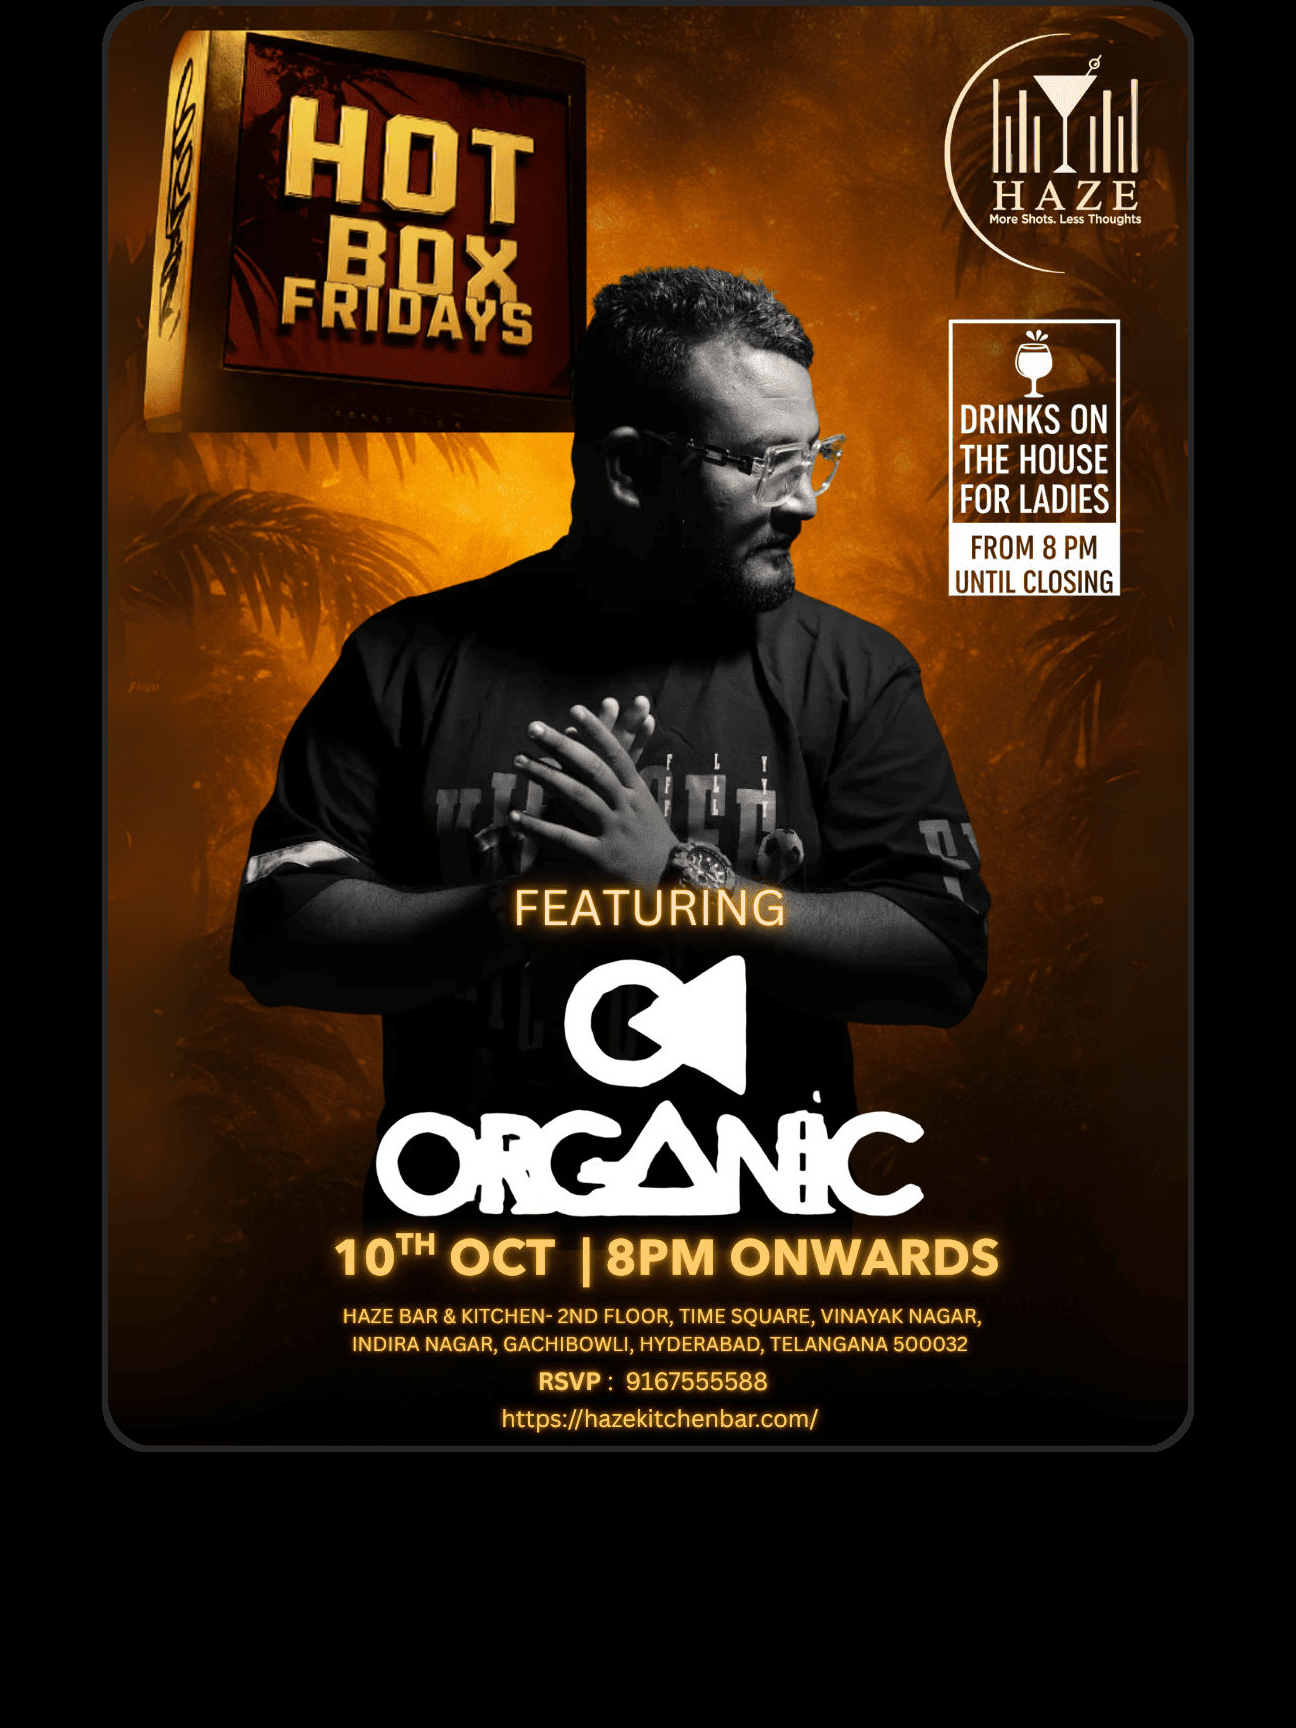 HOT
BOX
FRIDAYS
HAZE
More Shots. Less Thoughts
DRINKS ON
THE HOUSE
FOR LADIES
FROM 8 PM
UNTIL CLOSING
FEATURING
ORGANIC
10TH OCT | 8PM ONWARDS
HAZE BAR & KITCHEN- 2ND FLOOR, TIME SQUARE, VINAYAK NAGAR,
INDIRA NAGAR, GACHIBOWLI, HYDERABAD, TELANGANA 500032
RSVP : 9167555588
https://hazekitchenbar.com/